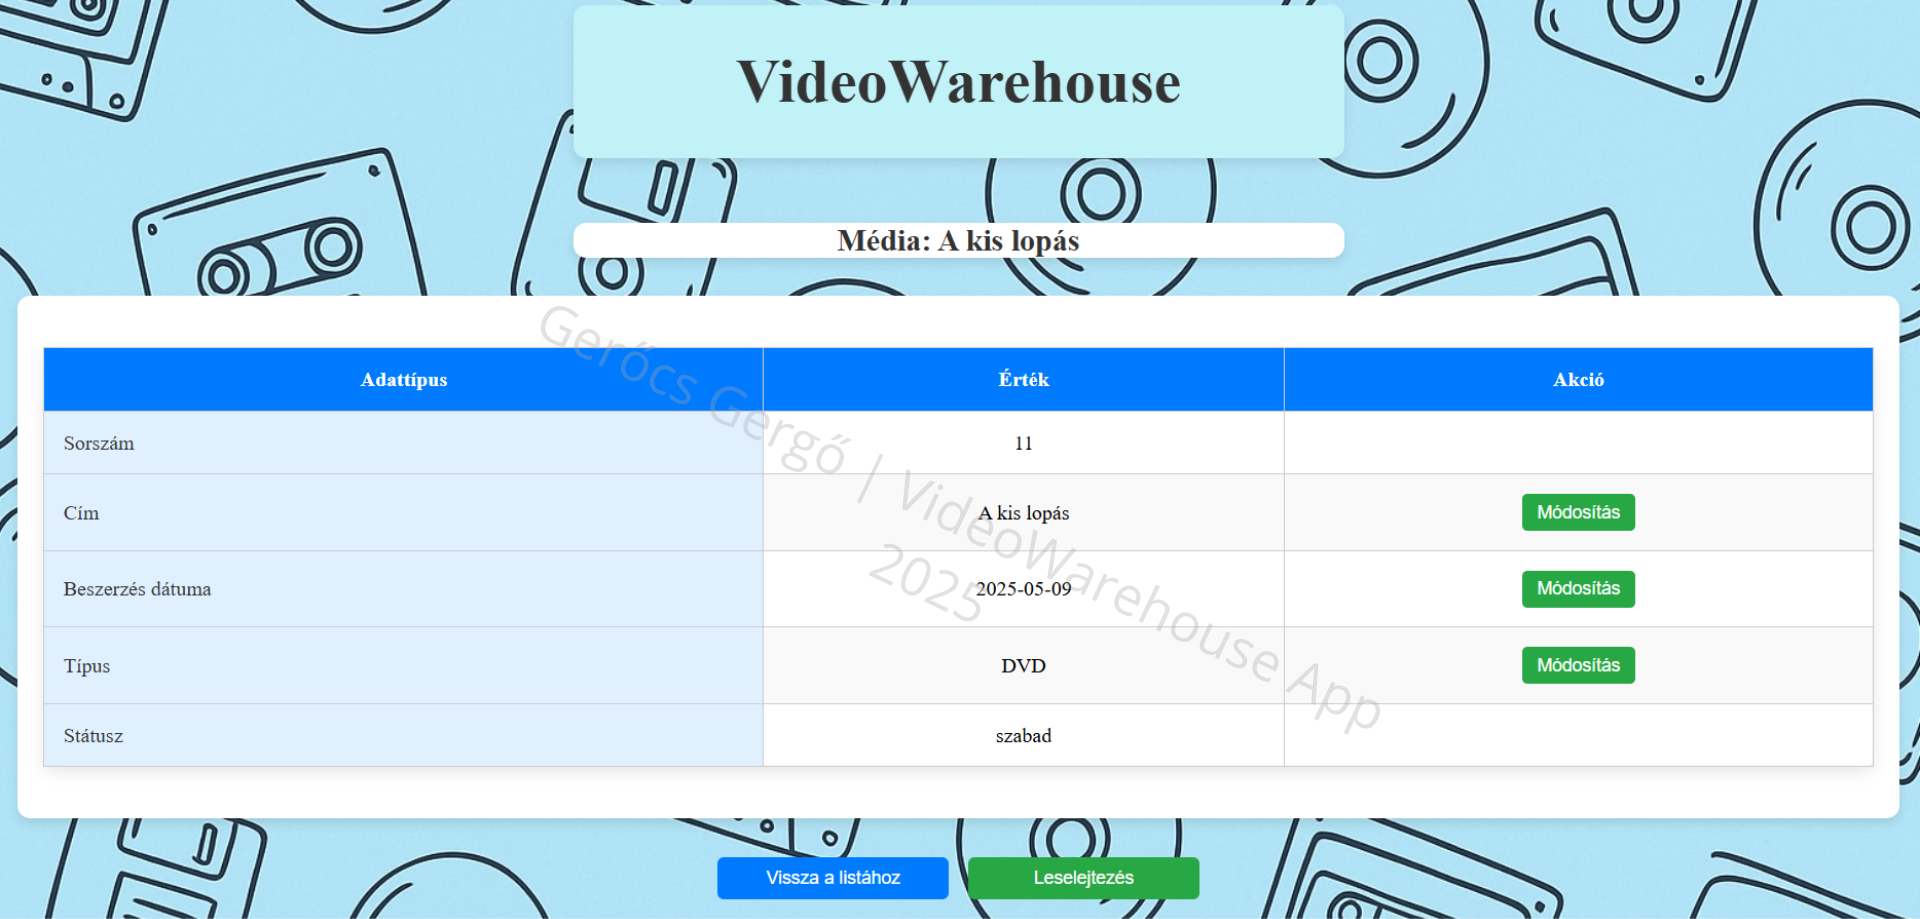 VideoWarehouse
Média: A kis lopás
Adattípus Érték Akció
Sorszám 11
Cím A kis lopás Módosítás
Beszerzés dátuma 2025-05-09 Módosítás
Típus DVD Módosítás
Státusz szabad
Gerőcs Gergő | VideoWarehouse App
2025
Vissza a listához Leselejtezés